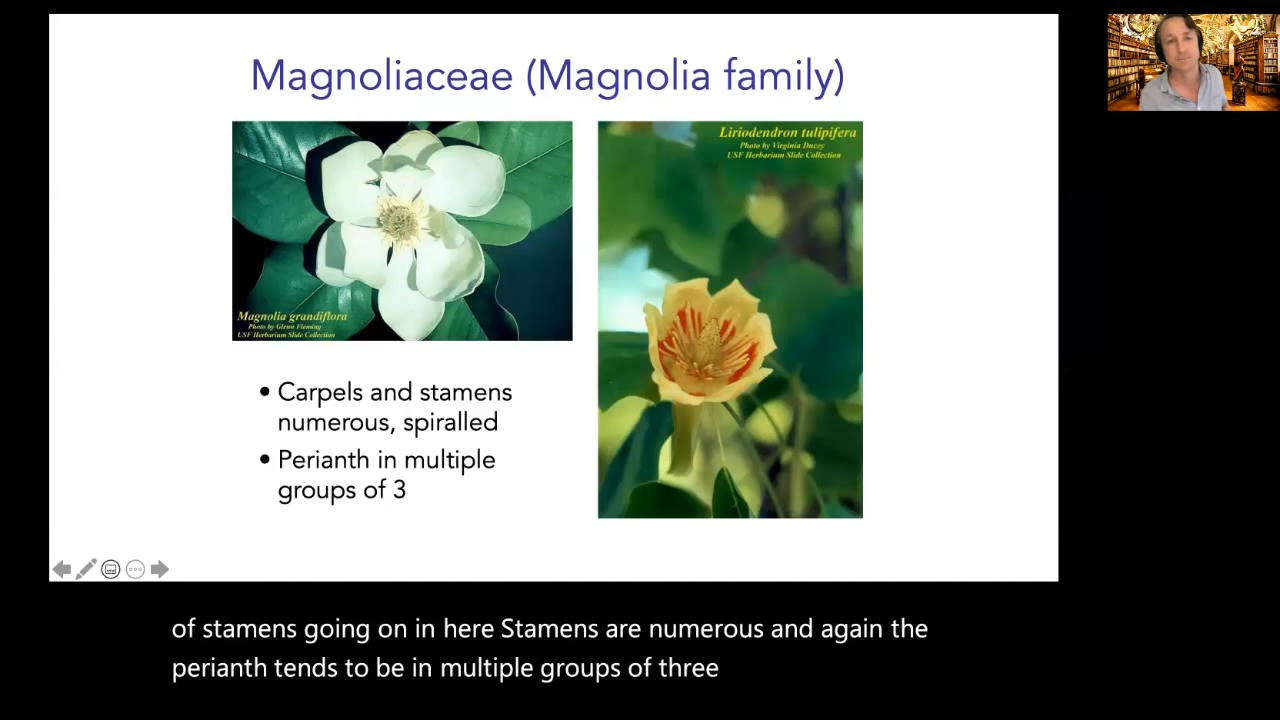 Magnoliaceae (Magnolia family)
Magnolia grandiflora
Photo by Glenn Fleming
USF Herbarium Slide Collection
Liriodendron tulipifera
Photo by Virginia Ducey
USF Herbarium Slide Collection
• Carpels and stamens
numerous, spiralled
• Perianth in multiple
groups of 3
of stamens going on in here Stamens are numerous and again the
perianth tends to be in multiple groups of three